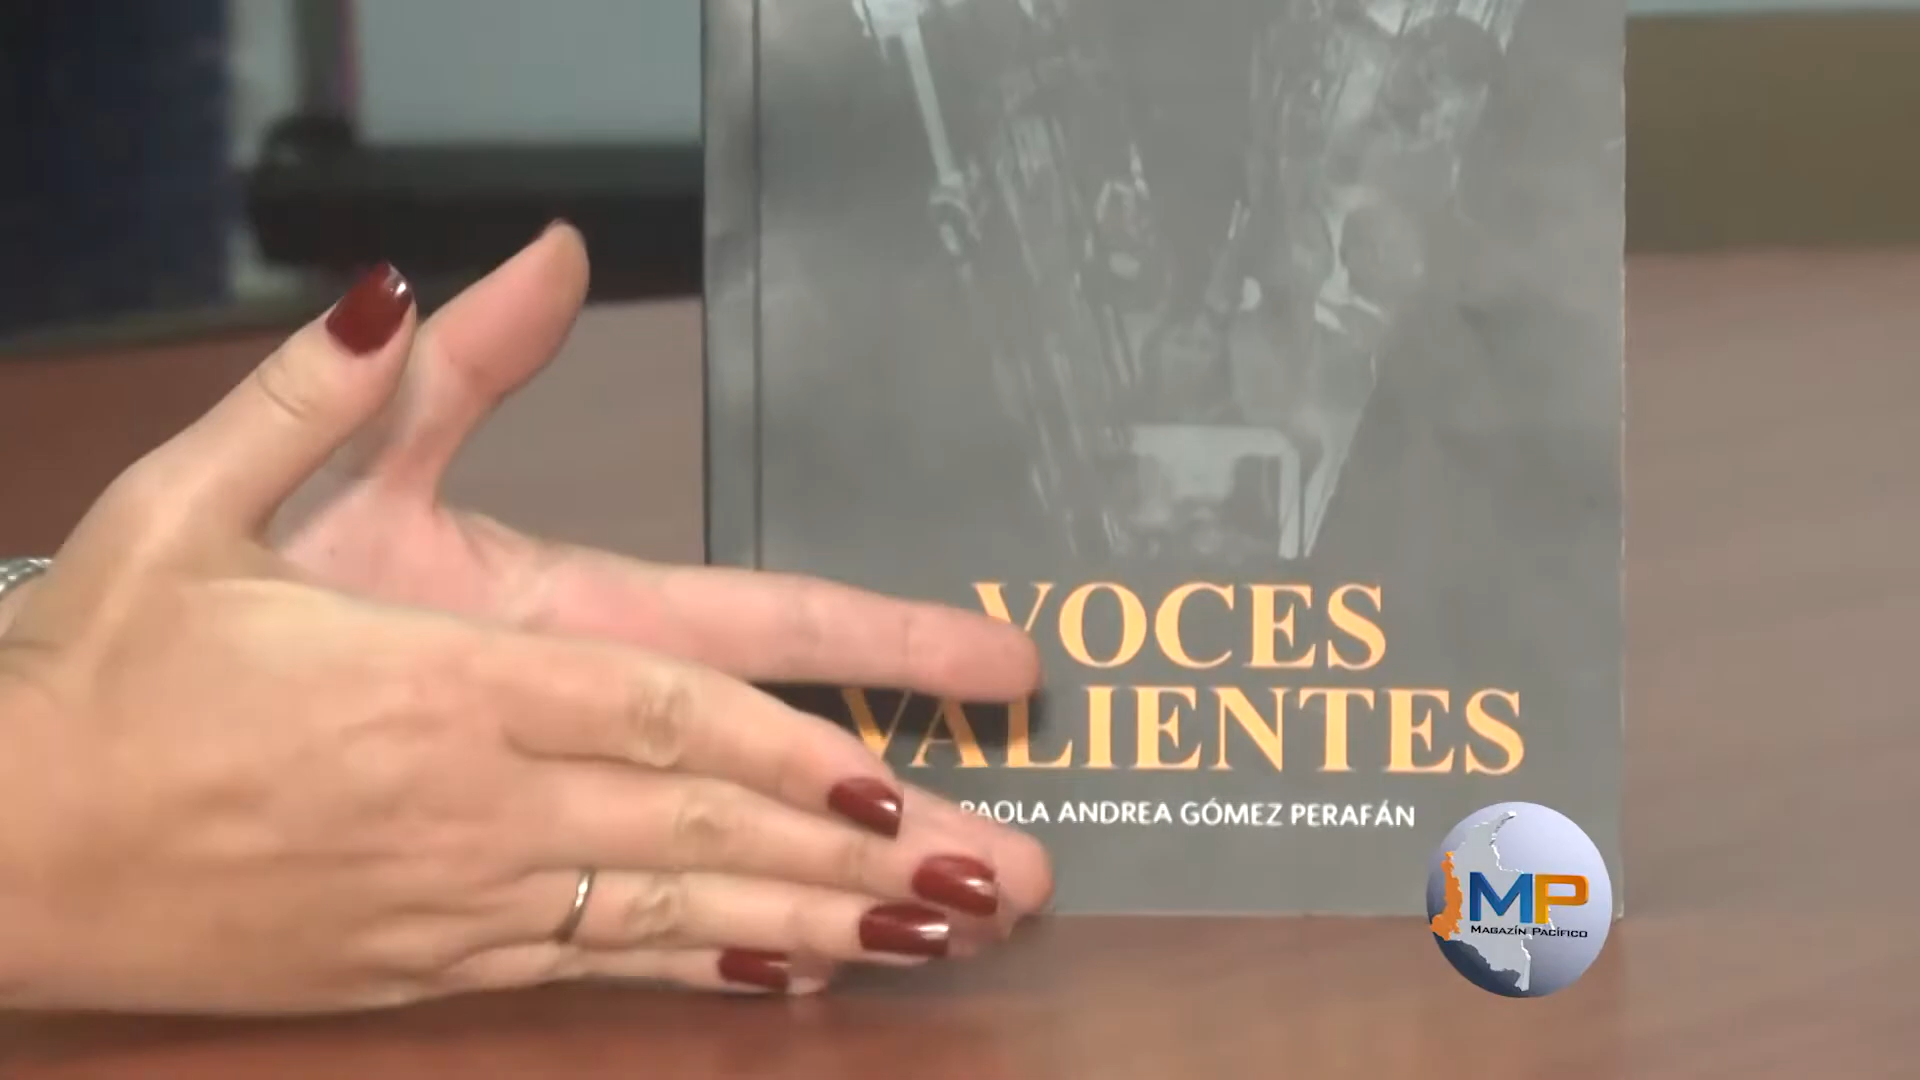 VOCES
VALIENTES
PAOLA ANDREA GÓMEZ PERAFÁN
MP
MAGAZÍN PACÍFICO